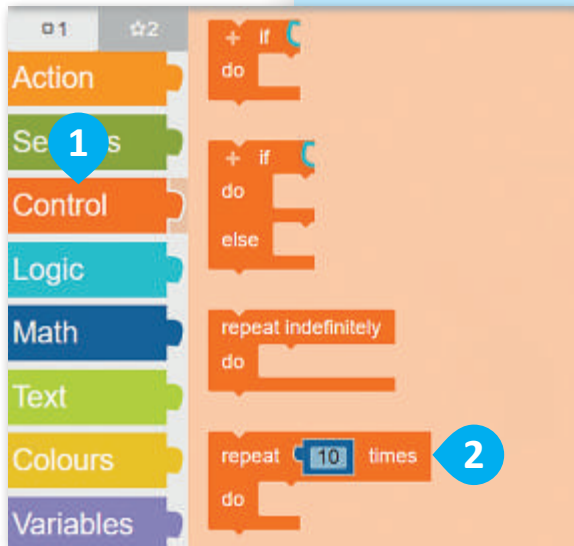 1 2
Action
1
Control
Logic
Math
Text
Colours
Variables
+ if
do
+ if
do
else
repeat indefinitely
do
repeat 10 times
2
do